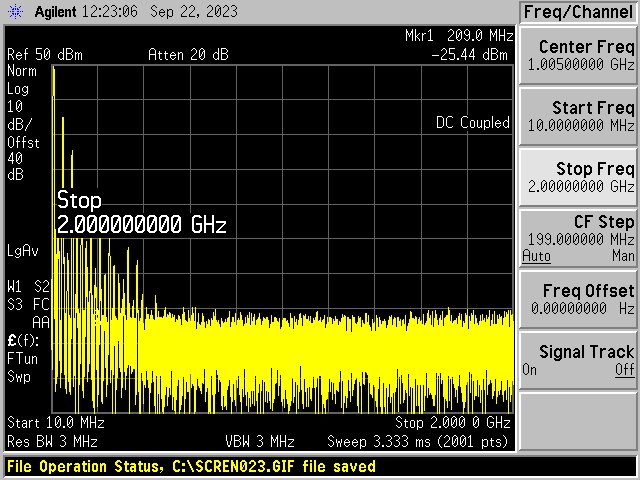 Agilent 12:23:06 Sep 22, 2023
Freq/Channel
Mkr1 209.0 MHz
Ref 50 dBm Atten 20 dB -25.44 dBm
Norm
Log
10
dB/
Offst
40
dB
DC Coupled
Stop
2.000000000 GHz
LgAv
W1 S2
S3 FC
AA
£(f):
FTun
Swp
Start 10.0 MHz Stop 2.000 0 GHz
Res BW 3 MHz VBW 3 MHz Sweep 3.333 ms (2001 pts)
File Operation Status, C:\SCREN023.GIF file saved
Center Freq
1.00500000 GHz
Start Freq
10.0000000 MHz
Stop Freq
2.00000000 GHz
CF Step
199.000000 MHz
Auto Man
Freq Offset
0.00000000 Hz
Signal Track
On Off